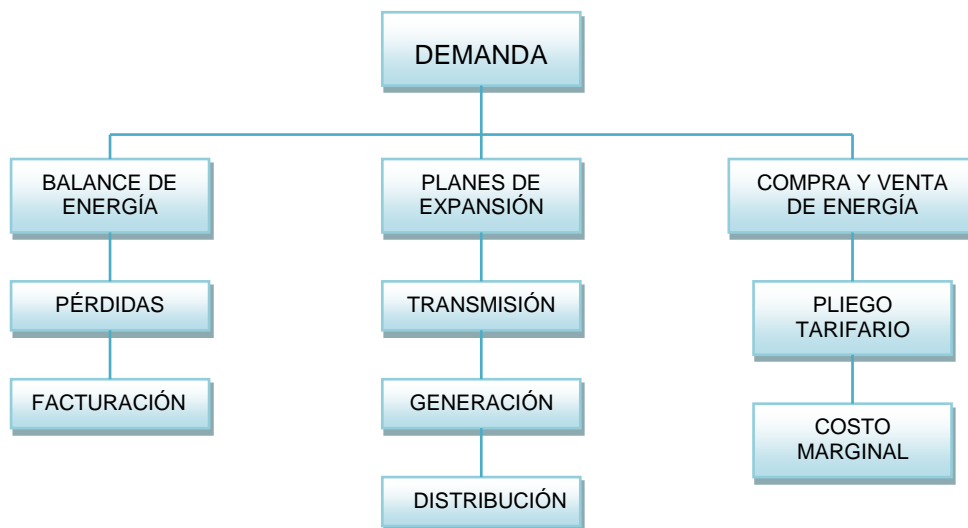 DEMANDA
BALANCE DE
ENERGÍA
PÉRDIDAS
FACTURACIÓN
PLANES DE
EXPANSIÓN
TRANSMISIÓN
GENERACIÓN
DISTRIBUCIÓN
COMPRA Y VENTA
DE ENERGÍA
PLIEGO
TARIFARIO
COSTO
MARGINAL